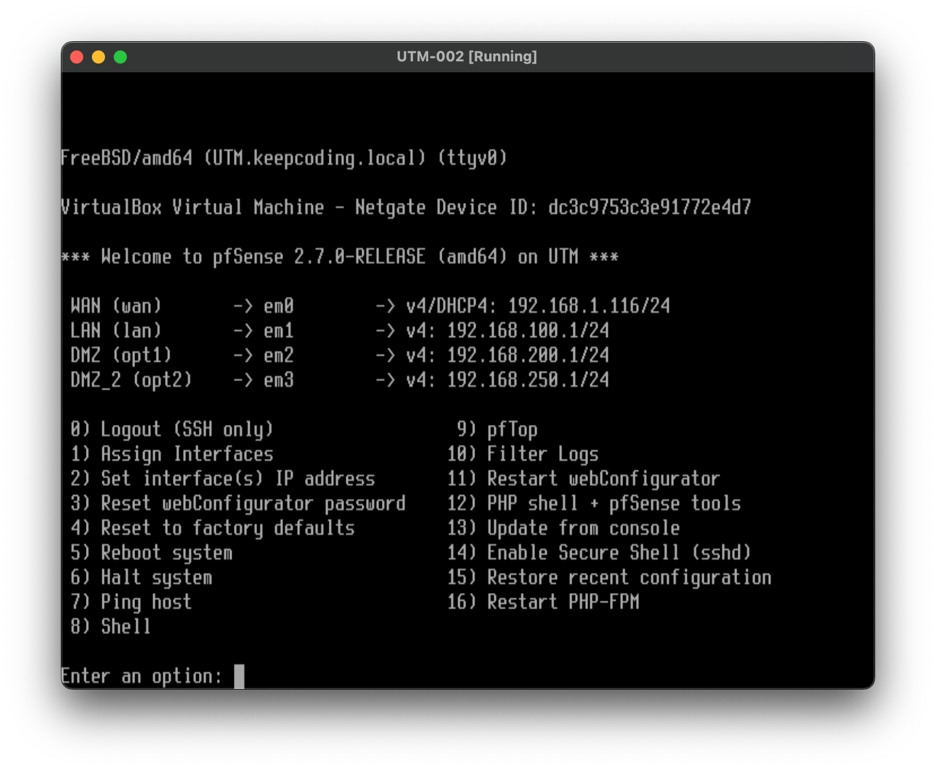 UTM-002 [Running]
FreeBSD/amd64 (UTM.keepcoding.local) (ttyv0)
VirtualBox Virtual Machine - Netgate Device ID: dc3c9753c3e91772e4d7
*** Welcome to pfSense 2.7.0-RELEASE (amd64) on UTM ***
WAN (wan) -> em0 -> v4/DHCP4: 192.168.1.116/24
LAN (lan) -> em1 -> v4: 192.168.100.1/24
DMZ (opt1) -> em2 -> v4: 192.168.200.1/24
DMZ_2 (opt2) -> em3 -> v4: 192.168.250.1/24
0) Logout (SSH only) 9) pfTop
1) Assign Interfaces 10) Filter Logs
2) Set interface(s) IP address 11) Restart webConfigurator
3) Reset webConfigurator password 12) PHP shell + pfSense tools
4) Reset to factory defaults 13) Update from console
5) Reboot system 14) Enable Secure Shell (sshd)
6) Halt system 15) Restore recent configuration
7) Ping host 16) Restart PHP-FPM
8) Shell
Enter an option: